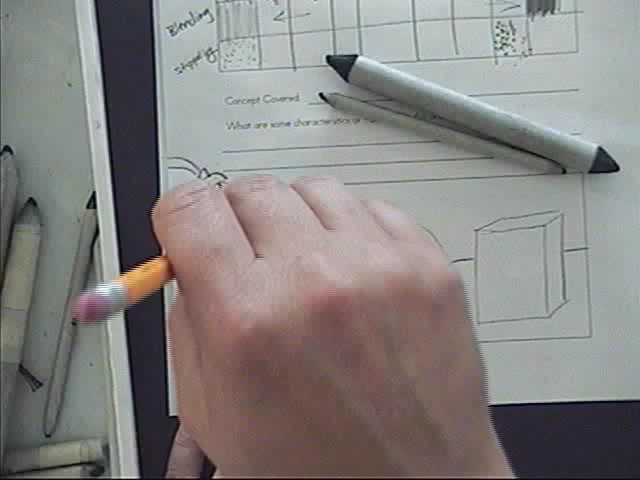 Blending
Stippling
Concept Covered:
What are some characteristics of